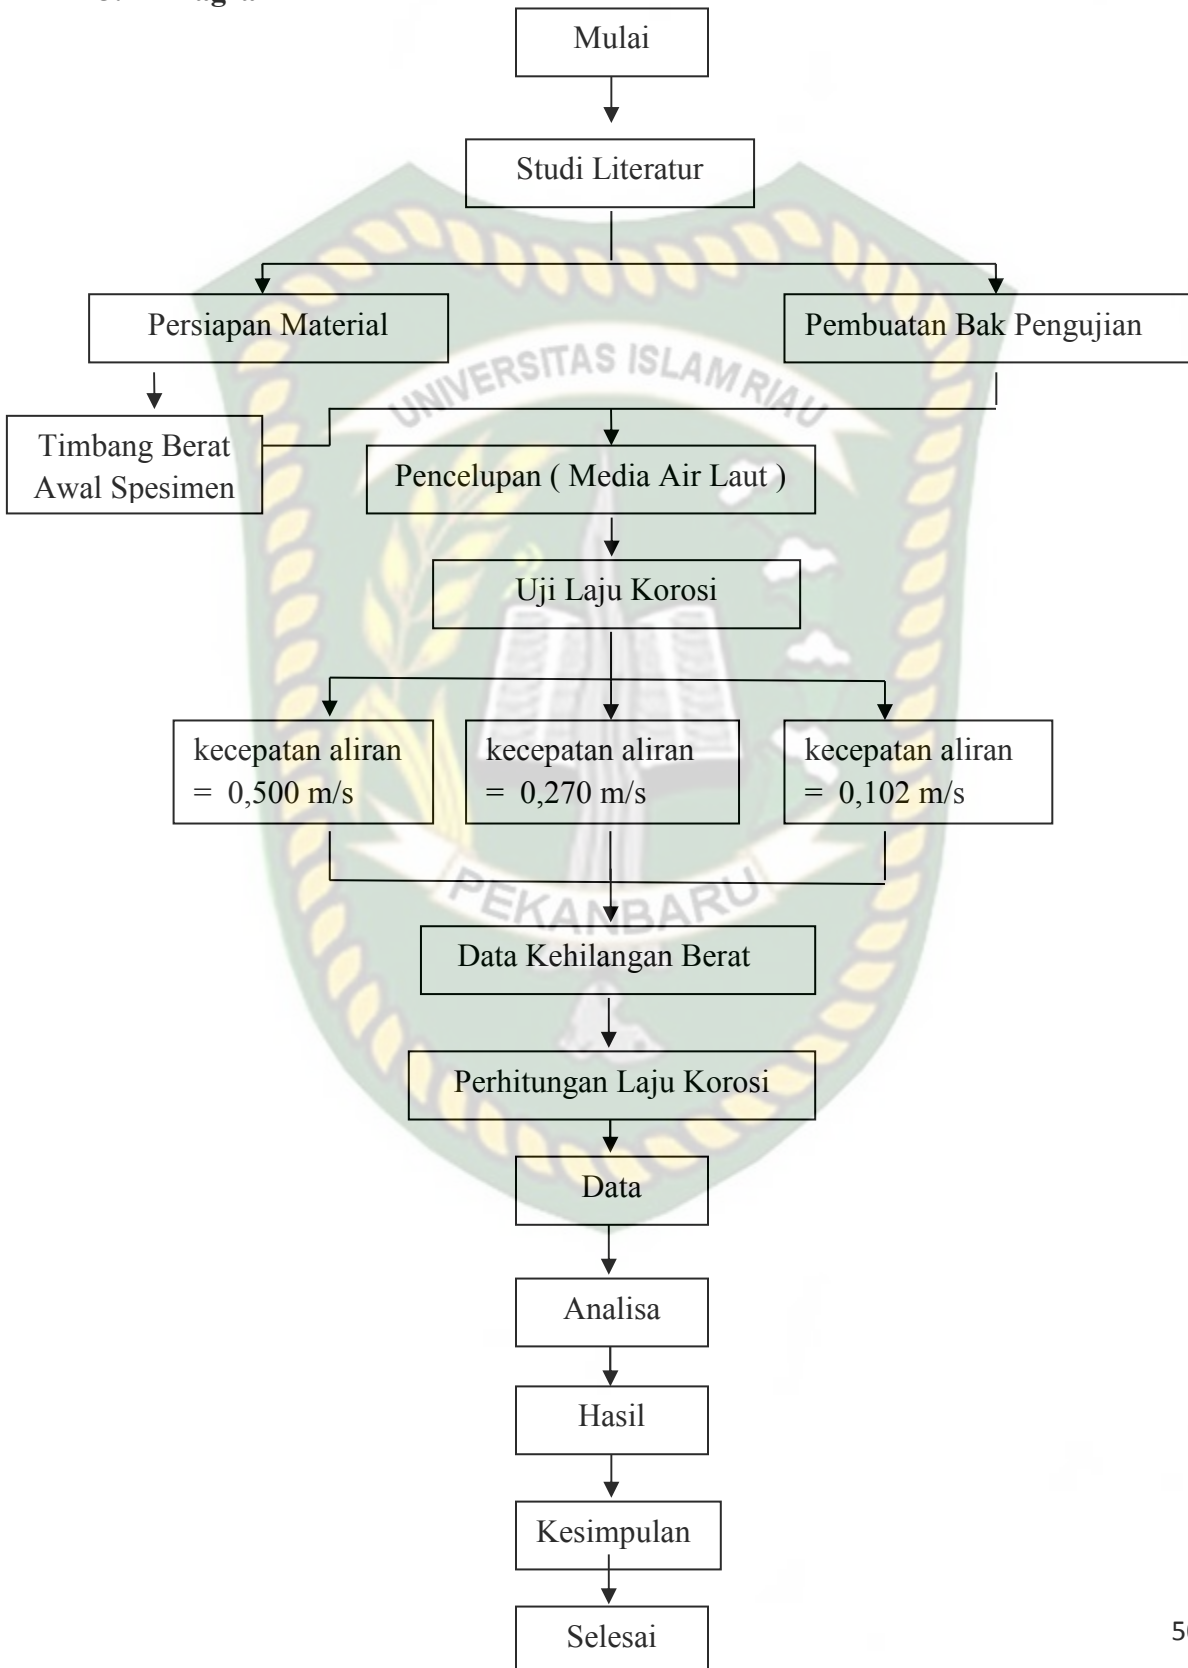 Mulai
Studi Literatur
Persiapan Material
Pembuatan Bak Pengujian
UNIVERSITAS ISLAM RIAU
Timbang Berat
Awal Spesimen
Pencelupan ( Media Air Laut )
Uji Laju Korosi
kecepatan aliran
= 0,500 m/s
kecepatan aliran
= 0,270 m/s
kecepatan aliran
= 0,102 m/s
PEKANBARU
Data Kehilangan Berat
Perhitungan Laju Korosi
Data
Analisa
Hasil
Kesimpulan
Selesai